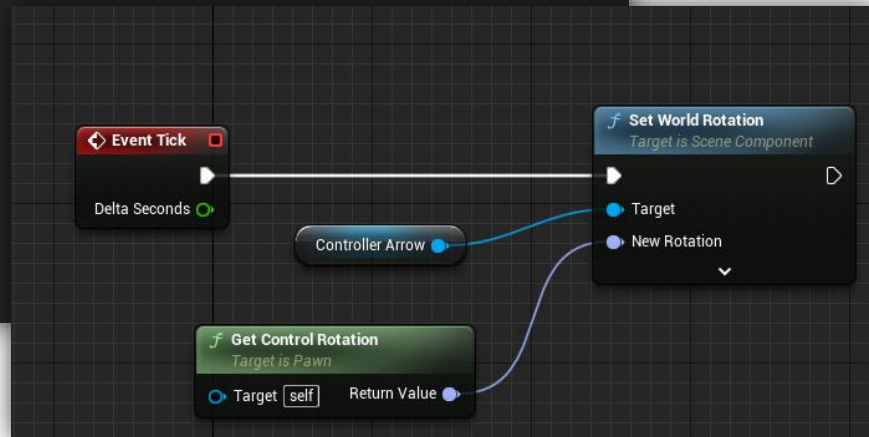 Event Tick
Delta Seconds
Controller Arrow
f Set World Rotation
Target is Scene Component
Target
New Rotation
f Get Control Rotation
Target is Pawn
Target self Return Value